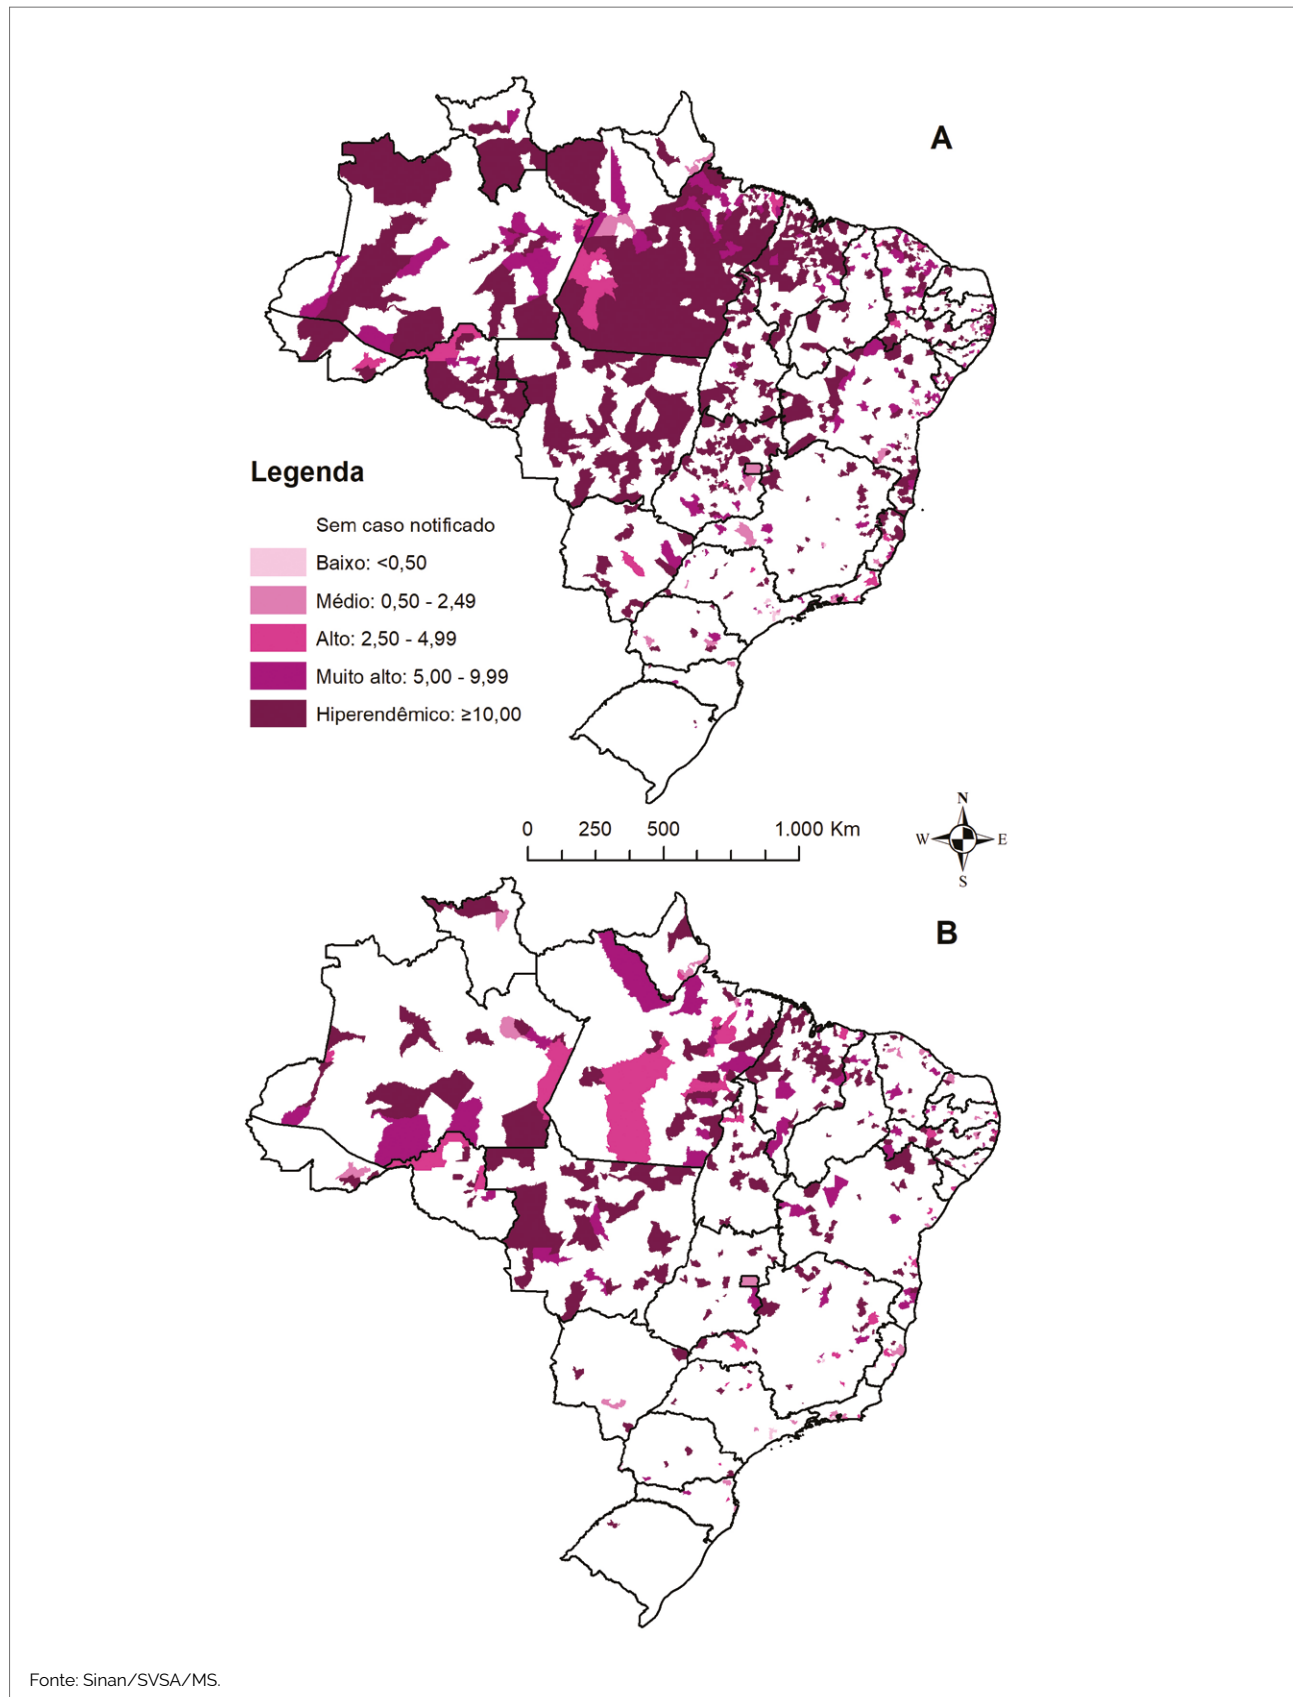 A
Legenda
Sem caso notificado
Baixo: <0,50
Médio: 0,50 - 2,49
Alto: 2,50 - 4,99
Muito alto: 5,00 - 9,99
Hiperendêmico: ≥10,00
0 250 500 1.000 Km
N
W E
S
B
Fonte: Sinan/SVSA/MS.